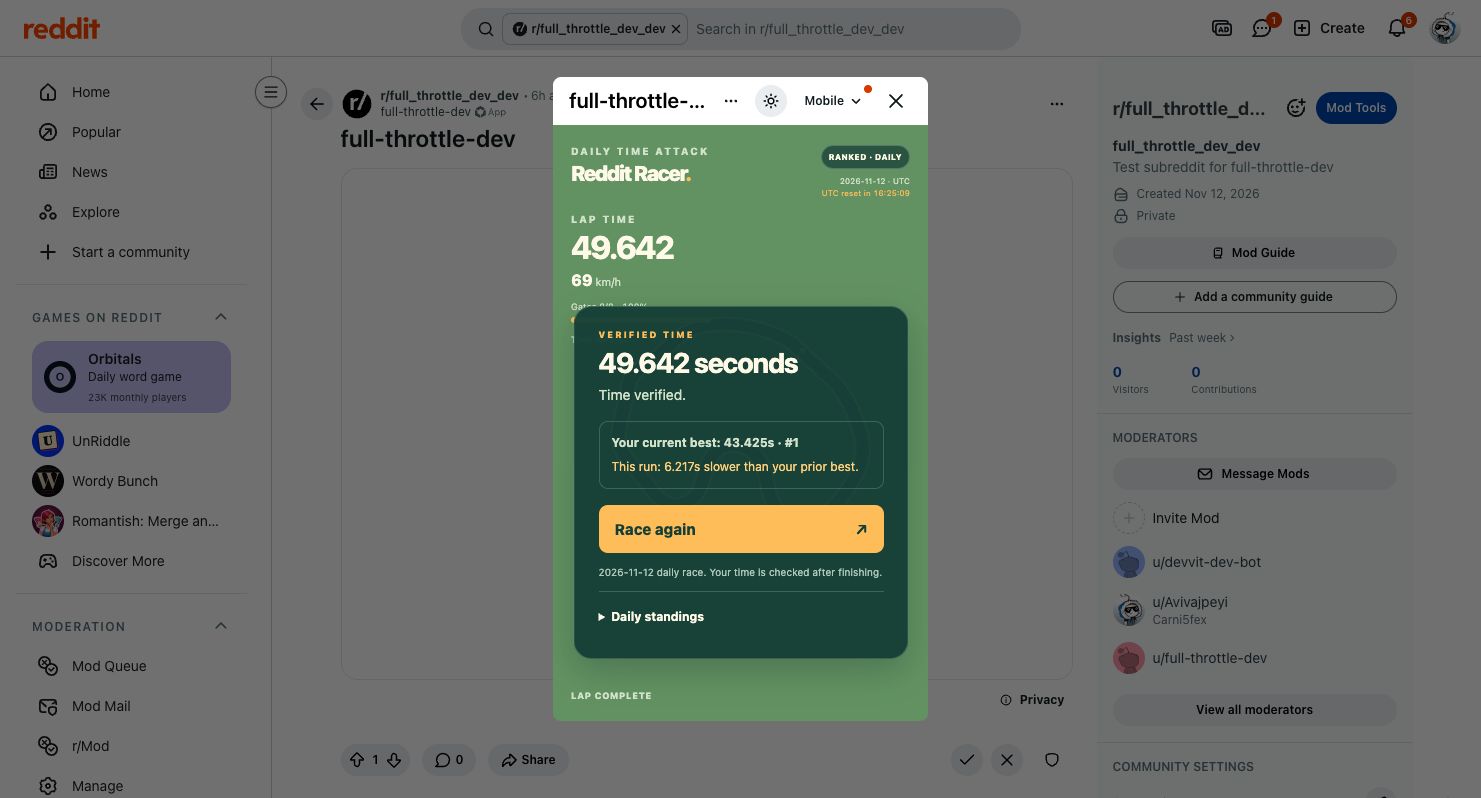 reddit
r/full_throttle_dev_dev
Search in r/full_throttle_dev_dev
AD
1
Create
6
Home
Popular
News
Explore
Start a community
GAMES ON REDDIT
Orbitals
Daily word game
23K monthly players
UnRiddle
Wordy Bunch
Romantish: Merge an...
Discover More
MODERATION
Mod Queue
Mod Mail
r/Mod
Manage
r/full_throttle_dev_dev • 6h a
full-throttle-dev App
full-throttle-dev
full-throttle-...
Mobile
DAILY TIME ATTACK
Reddit Racer.
RANKED · DAILY
2026-11-12 · UTC
UTC reset in 16:25:09
LAP TIME
49.642
69 km/h
VERIFIED TIME
49.642 seconds
Time verified.
Your current best: 43.425s · #1
This run: 6.217s slower than your prior best.
Race again
2026-11-12 daily race. Your time is checked after finishing.
Daily standings
LAP COMPLETE
Privacy
1
0
Share
r/full_throttle_d...
Mod Tools
full_throttle_dev_dev
Test subreddit for full-throttle-dev
Created Nov 12, 2026
Private
Mod Guide
Add a community guide
Insights Past week
0
Visitors
0
Contributions
MODERATORS
Message Mods
Invite Mod
u/devvit-dev-bot
u/Avivajpeyi
Carni5fex
u/full-throttle-dev
View all moderators
COMMUNITY SETTINGS